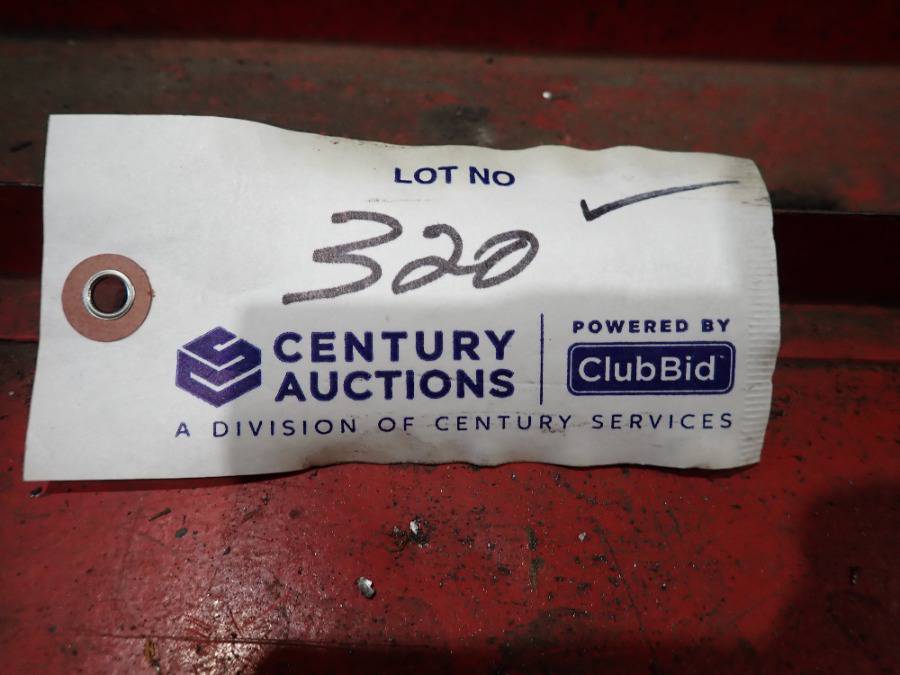 LOT NO
320
CENTURY
AUCTIONS
A DIVISION OF CENTURY SERVICES
POWERED BY
ClubBid